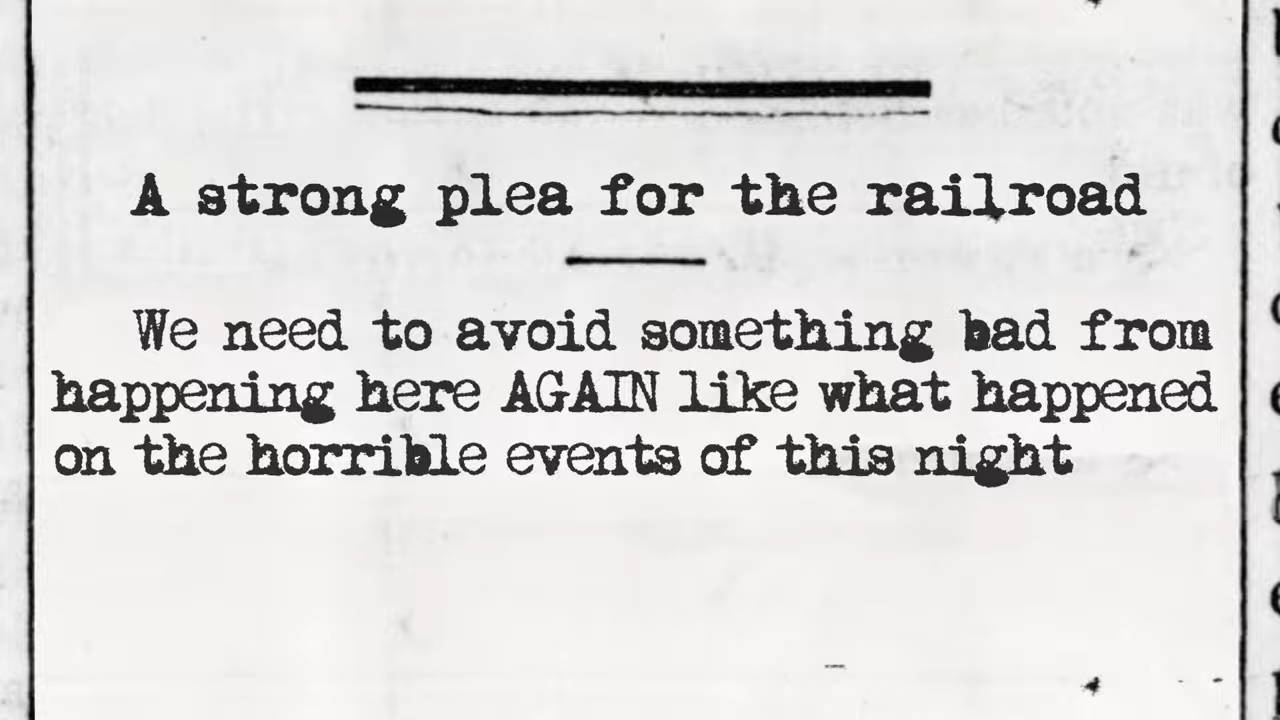 A strong plea for the railroad
We need to avoid something bad from
happening here AGAIN like what happened
on the horrible events of this night